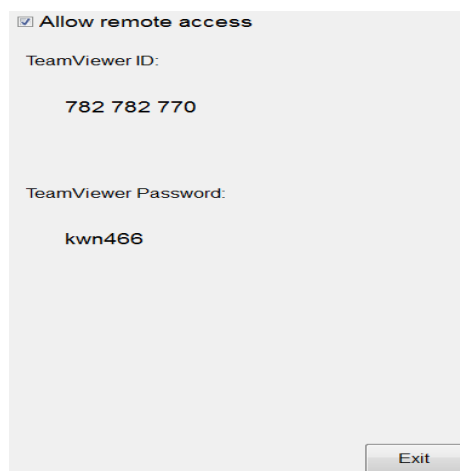 Allow remote access
TeamViewer ID:
782 782 770
TeamViewer Password:
kwn466
Exit